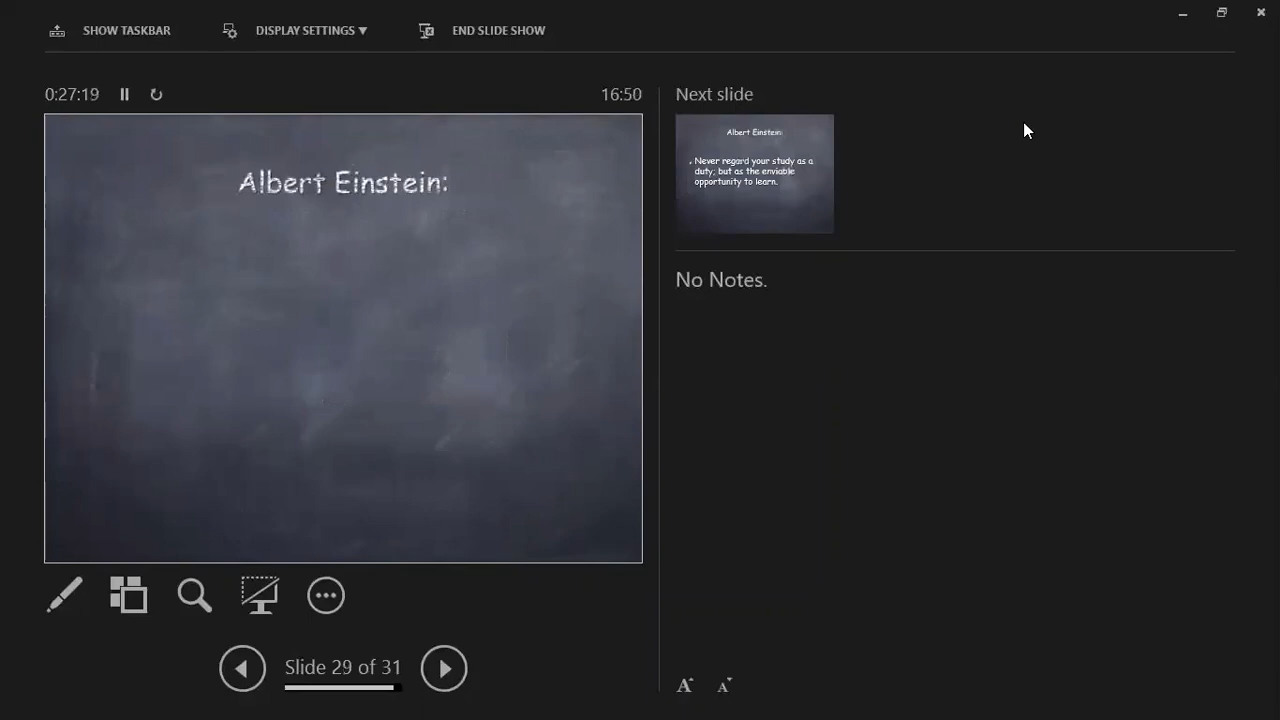 SHOW TASKBAR
DISPLAY SETTINGS ▼
END SLIDE SHOW
0:27:19
16:50
Albert Einstein:
Slide 29 of 31
Next slide
Albert Einstein:
. Never regard your study as a
duty; but as the enviable
opportunity to learn.
No Notes.
A
A